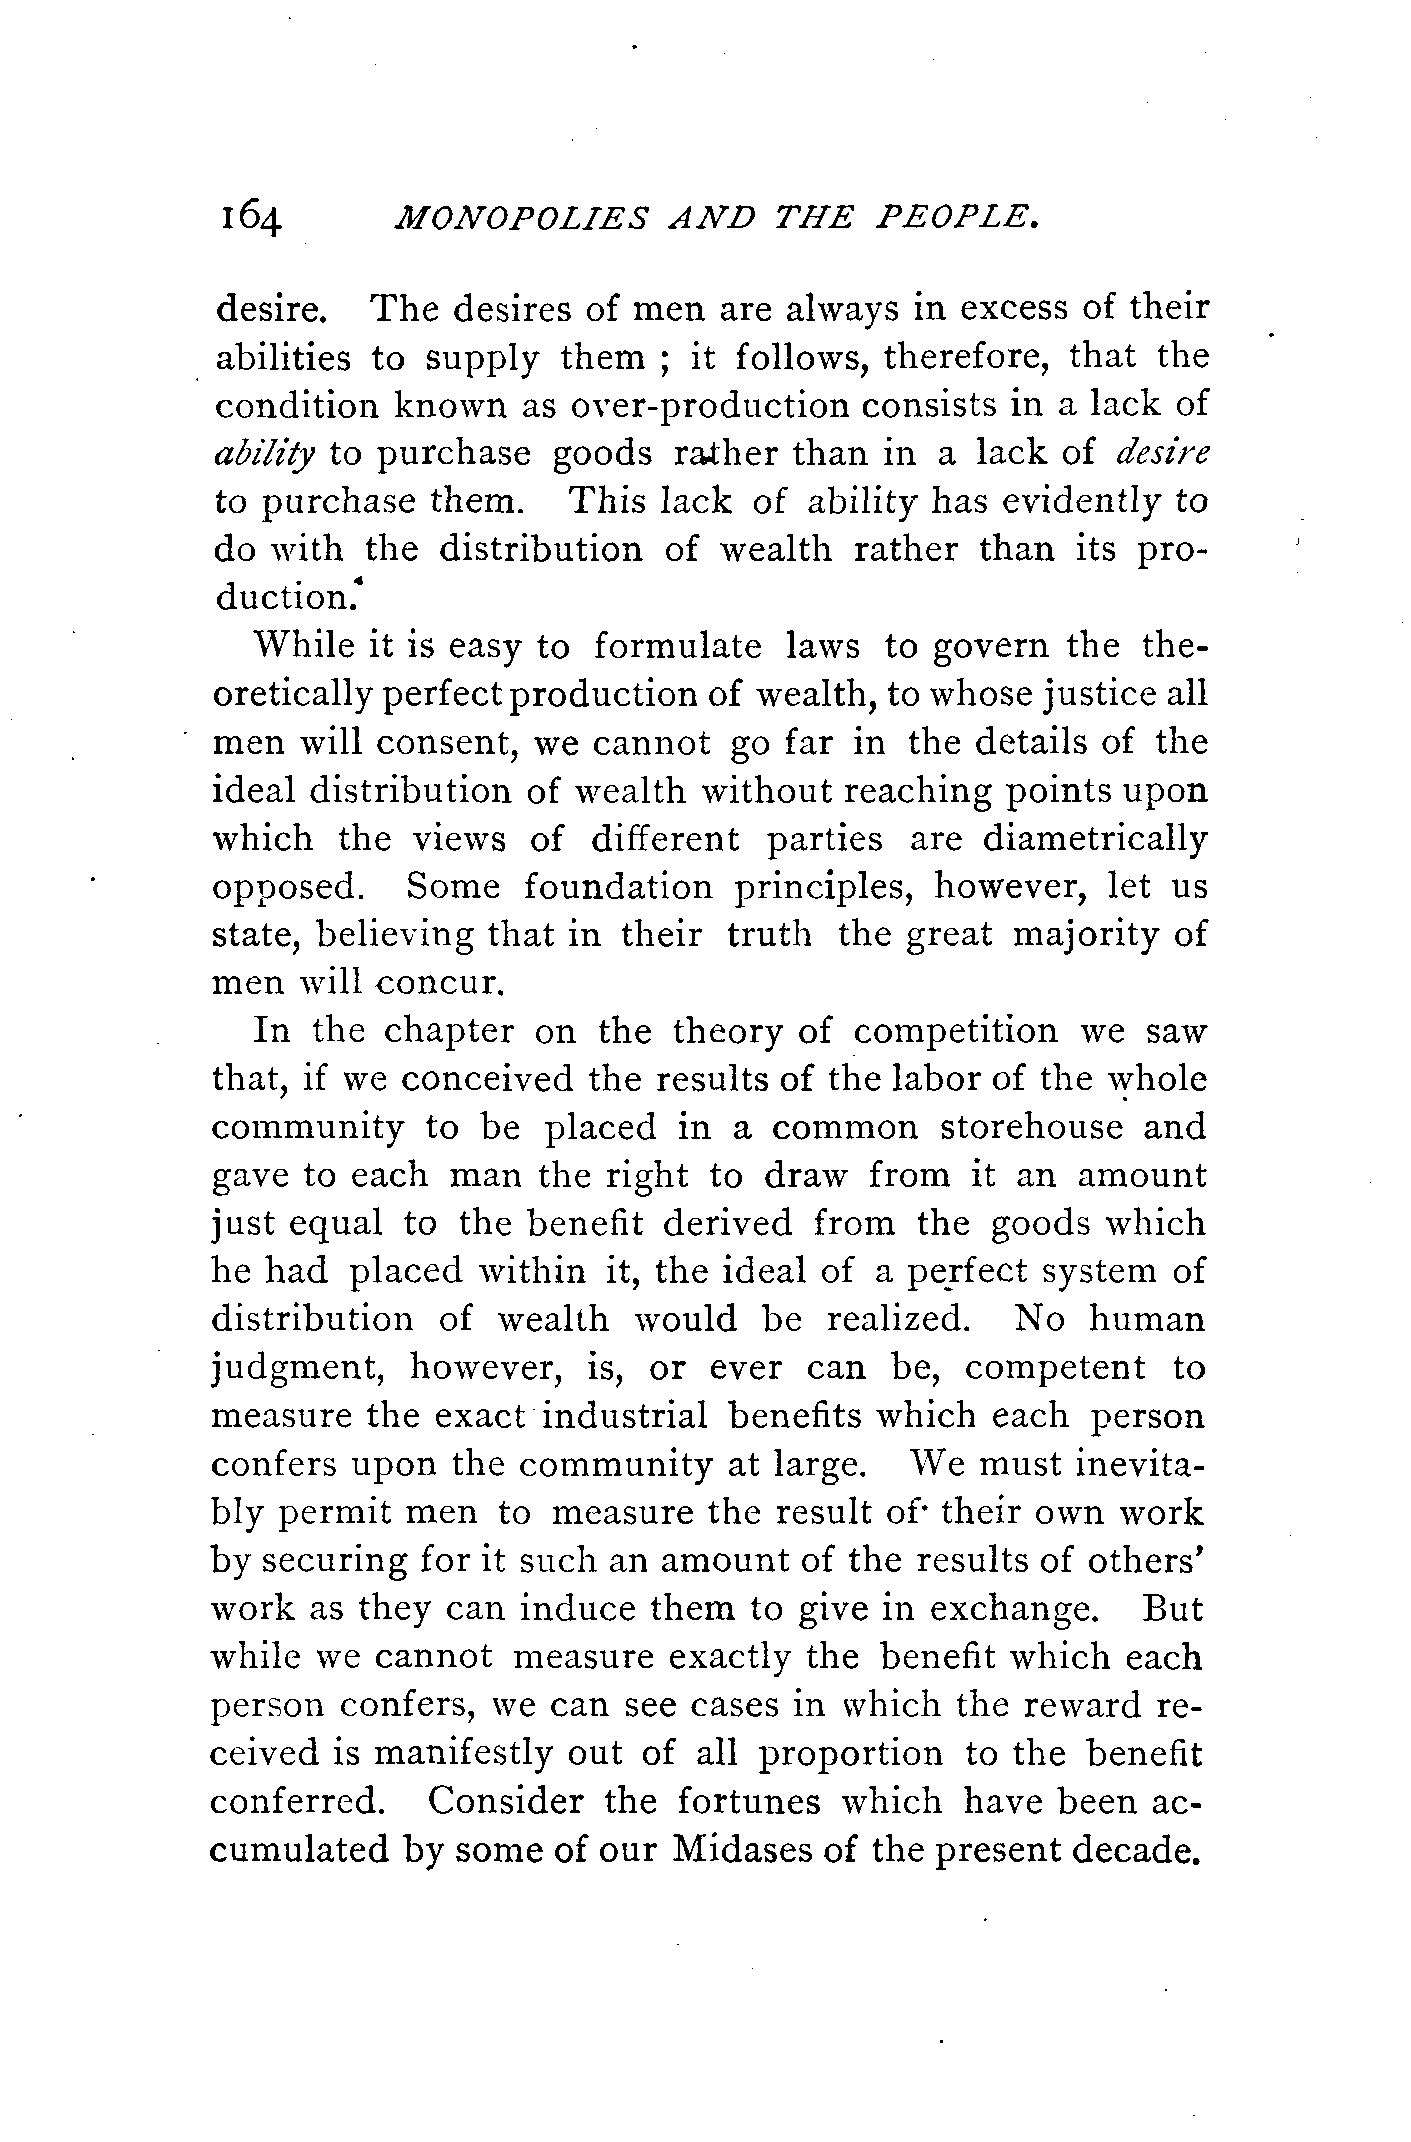 164 MONOPOLIES AND THE PEOPLE.
desire. The desires of men are always in excess of their
abilities to supply them ; it follows, therefore, that the
condition known as over-production consists in a lack of
ability to purchase goods rather than in a lack of desire
to purchase them. This lack of ability has evidently to
do with the distribution of wealth rather than its pro-
duction.
While it is easy to formulate laws to govern the the-
oretically perfect production of wealth, to whose justice all
men will consent, we cannot go far in the details of the
ideal distribution of wealth without reaching points upon
which the views of different parties are diametrically
opposed. Some foundation principles, however, let us
state, believing that in their truth the great majority of
men will concur.
In the chapter on the theory of competition we saw
that, if we conceived the results of the labor of the whole
community to be placed in a common storehouse and
gave to each man the right to draw from it an amount
just equal to the benefit derived from the goods which
he had placed within it, the ideal of a perfect system of
distribution of wealth would be realized. No human
judgment, however, is, or ever can be, competent to
measure the exact industrial benefits which each person
confers upon the community at large. We must inevita-
bly permit men to measure the result of their own work
by securing for it such an amount of the results of others'
work as they can induce them to give in exchange. But
while we cannot measure exactly the benefit which each
person confers, we can see cases in which the reward re-
ceived is manifestly out of all proportion to the benefit
conferred. Consider the fortunes which have been ac-
cumulated by some of our Midases of the present decade.